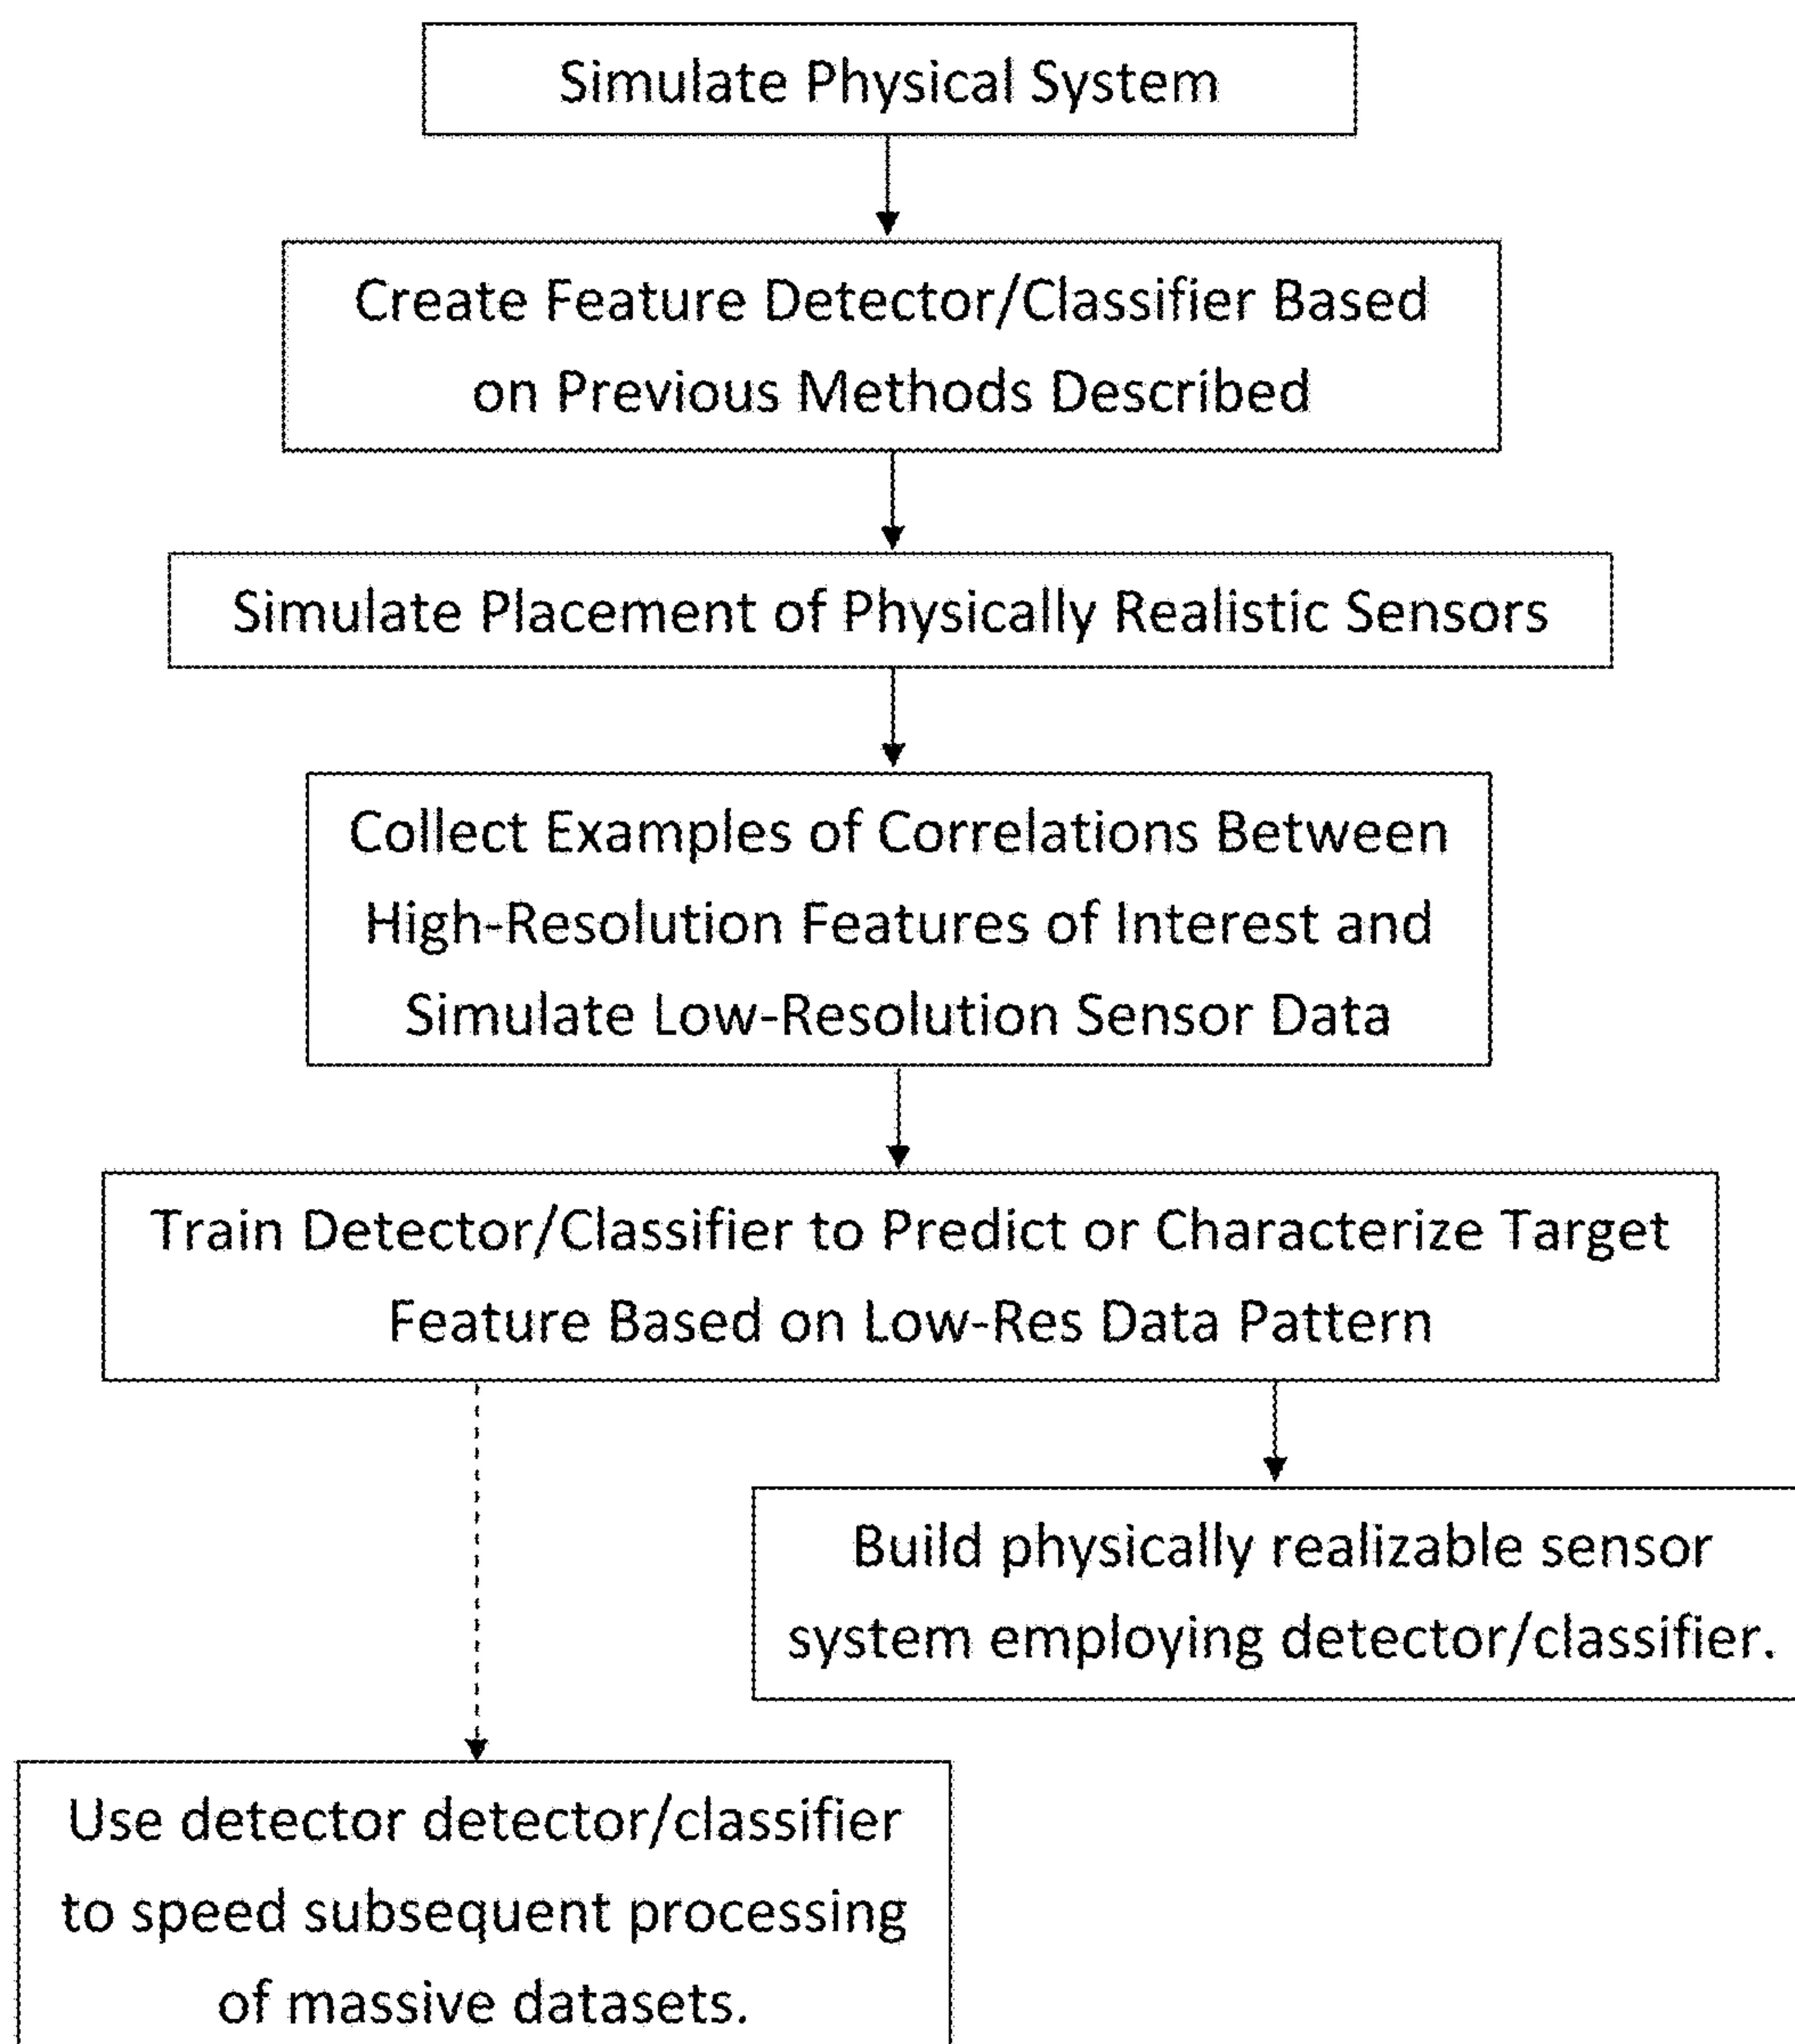 Simulate Physical System
Create Feature Detector/Classifier Based
on Previous Methods Described
Simulate Placement of Physically Realistic Sensors
Collect Examples of Correlations Between
High-Resolution Features of Interest and
Simulate Low-Resolution Sensor Data
Train Detector/Classifier to Predict or Characterize Target
Feature Based on Low-Res Data Pattern
Build physically realizable sensor
system employing detector/classifier.
Use detector detector/classifier
to speed subsequent processing
of massive datasets.